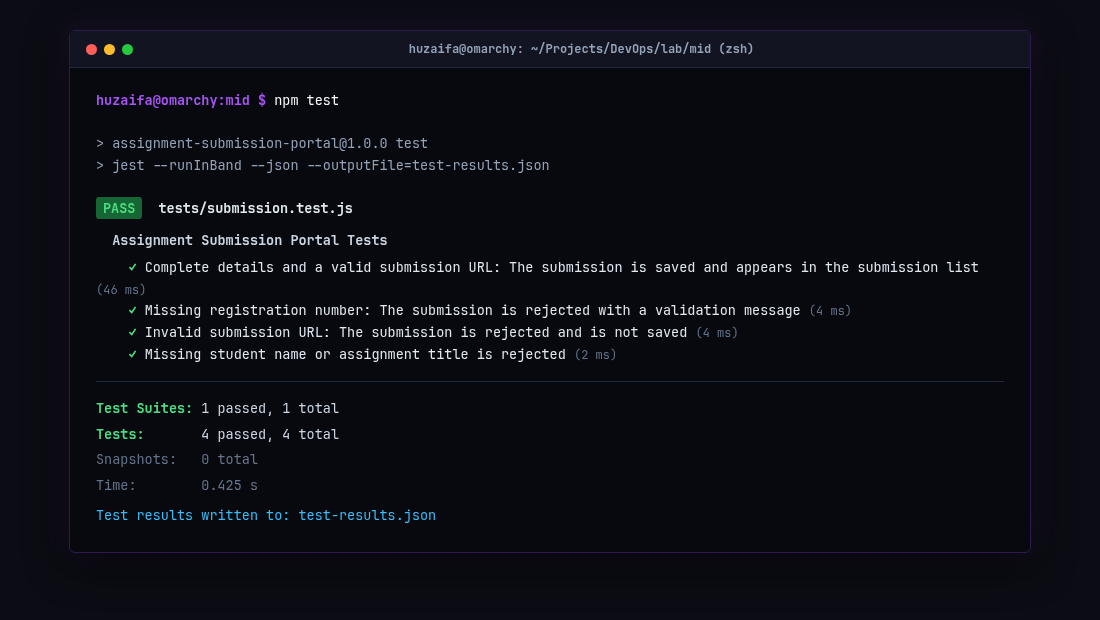 huzaifa@omarchy: ~/Projects/DevOps/lab/mid (zsh)
huzaifa@omarchy:mid $ npm test
> assignment-submission-portal@1.0.0 test
> jest --runInBand --json --outputFile=test-results.json
PASS tests/submission.test.js
Assignment Submission Portal Tests
✓ Complete details and a valid submission URL: The submission is saved and appears in the submission list
(46 ms)
✓ Missing registration number: The submission is rejected with a validation message (4 ms)
✓ Invalid submission URL: The submission is rejected and is not saved (4 ms)
✓ Missing student name or assignment title is rejected (2 ms)
Test Suites: 1 passed, 1 total
Tests: 4 passed, 4 total
Snapshots: 0 total
Time: 0.425 s
Test results written to: test-results.json